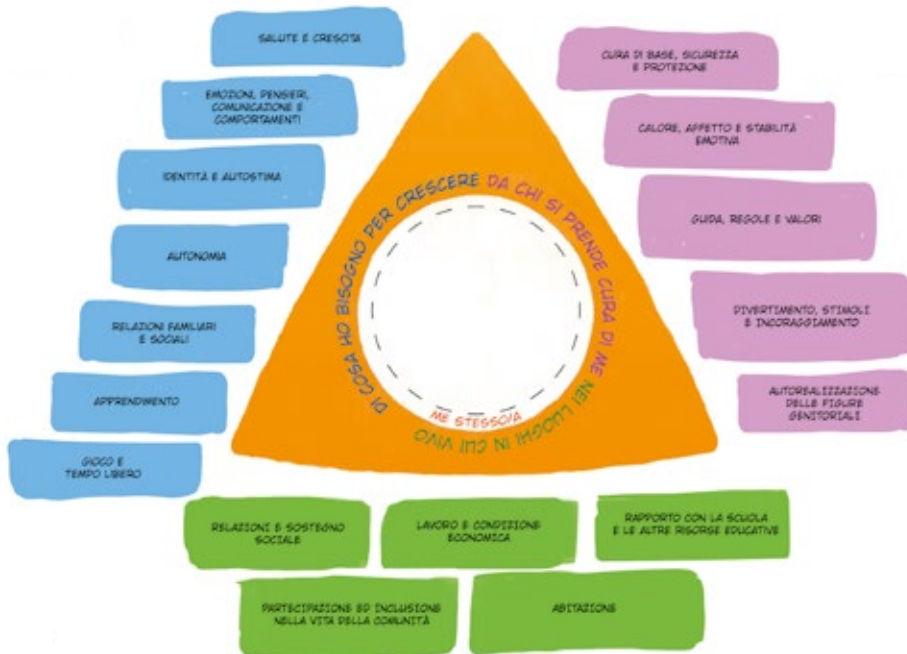 SALUTE E CRESCITA
EMOZIONI, PENSIERI,
COMUNICAZIONE E
COMPORTAMENTI
IDENTITÀ E AUTOSTIMA
AUTONOMIA
RELAZIONI FAMILIARI
E SOCIALI
APPRENDIMENTO
GIOCO E
TEMPO LIBERO
DI COSA HO BISOGNO PER CRESCERE
DA CHI SI PRENDE CURA DI ME
NEI LUOGHI IN CUI VIVO
ME STESSO/A
CURA DI BASE, SICUREZZA
E PROTEZIONE
CALORE, AFFETTO E STABILITÀ
EMOTIVA
GUIDA, REGOLE E VALORI
DIVERTIMENTO, STIMOLI
E INCORAGGIAMENTO
AUTOREALIZZAZIONE
DELLE FIGURE
GENITORIALI
RELAZIONI E SOSTEGNO
SOCIALE
LAVORO E CONDIZIONE
ECONOMICA
RAPPORTO CON LA SCUOLA
E LE ALTRE RISORSE EDUCATIVE
PARTECIPAZIONE ED INCLUSIONE
NELLA VITA DELLA COMUNITÀ
ABITAZIONE